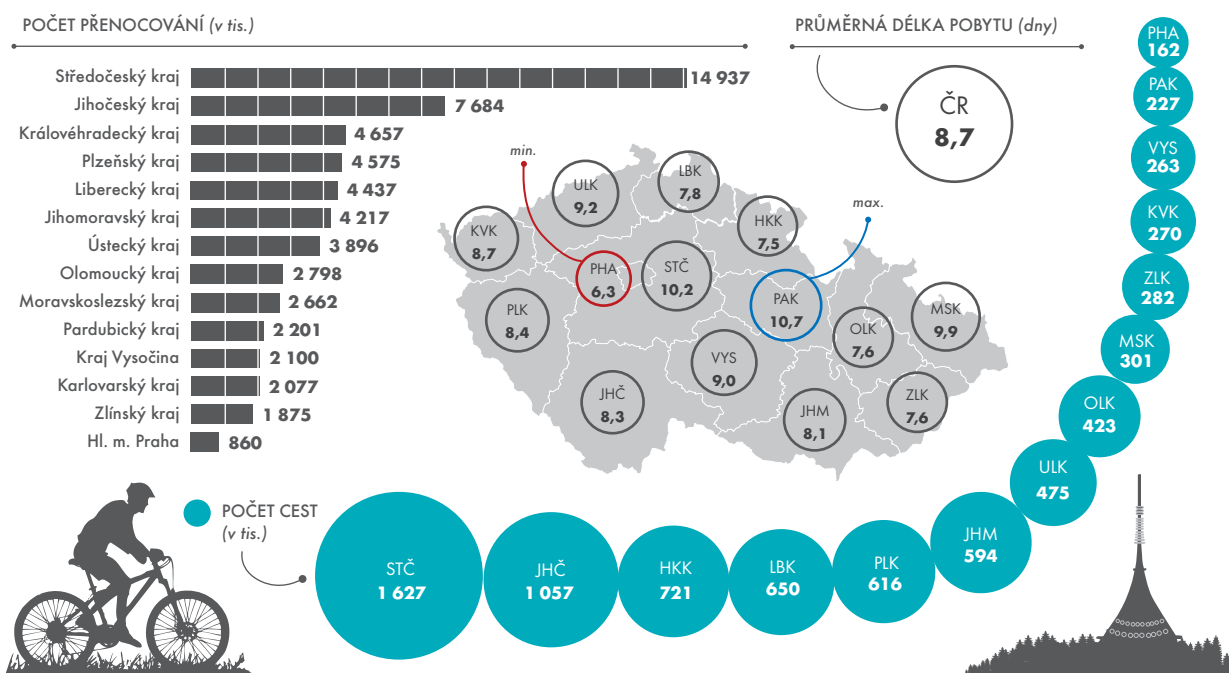 POČET PŘENOCOVÁNÍ (v tis.)
Středočeský kraj 14 937
Jihočeský kraj 7 684
Královéhradecký kraj 4 657
Plzeňský kraj 4 575
Liberecký kraj 4 437
Jihomoravský kraj 4 217
Ústecký kraj 3 896
Olomoucký kraj 2 798
Moravskoslezský kraj 2 662
Pardubický kraj 2 201
Kraj Vysočina 2 100
Karlovarský kraj 2 077
Zlínský kraj 1 875
Hl. m. Praha 860
PRŮMĚRNÁ DÉLKA POBYTU (dny)
ČR
8,7
min.
max.
ULK
9,2
LBK
7,8
HKK
7,5
KVK
8,7
PHA
6,3
STČ
10,2
PAK
10,7
PLK
8,4
OLK
7,6
MSK
9,9
VYS
9,0
JHČ
8,3
JHM
8,1
ZLK
7,6
POČET CEST
(v tis.)
STČ
1 627
JHČ
1 057
HKK
721
LBK
650
PLK
616
JHM
594
ULK
475
OLK
423
MSK
301
ZLK
282
KVK
270
VYS
263
PAK
227
PHA
162